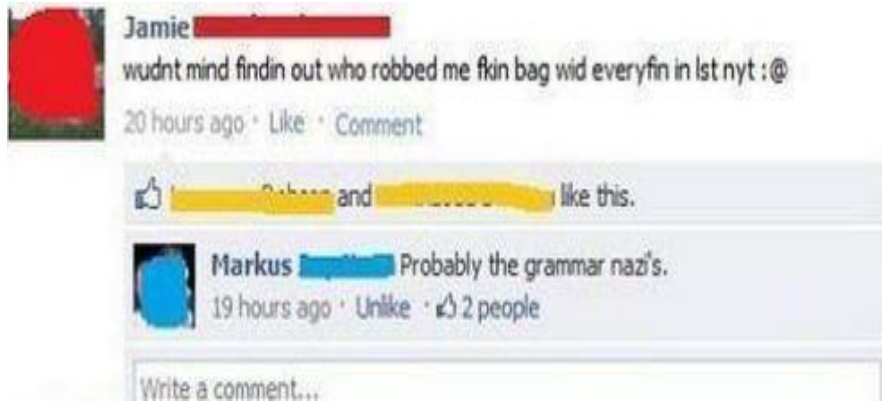 Jamie
wudnt mind findin out who robbed me fkin bag wid everyfin in lst nyt :@
20 hours ago · Like · Comment
and like this.
Markus Probably the grammar nazi's.
19 hours ago · Unlike · 2 people
Write a comment...